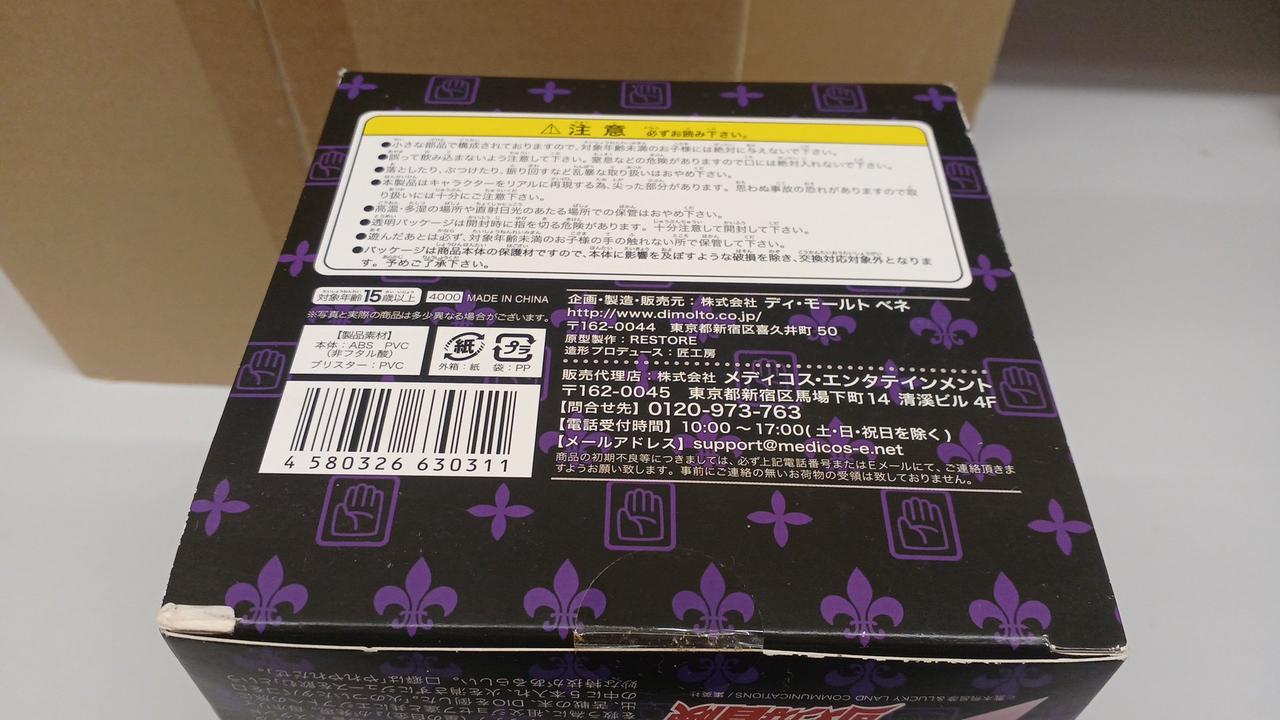 ⚠ 注意 必ずお読み下さい。
●小さな部品で構成されておりますので、対象年齢未満のお子様には絶対に与えないで下さい。
●誤って飲み込まないよう注意して下さい。窒息などの危険がありますので口には絶対入れないで下さい。
●落としたり、ぶつけたり、振り回すなど乱暴な取り扱いはおやめ下さい。
●本製品はキャラクターをリアルに再現する為、尖った部分があります。思わぬ事故の恐れがありますので取
り扱いには十分にご注意下さい。
●高温・多湿の場所や直射日光のあたる場所での保管はおやめ下さい。
●透明パッケージは開封時に指を切る危険があります。十分注意して開封して下さい。
●遊んだあとは必ず、対象年齢未満のお子様の手の触れない所で保管して下さい。
●パッケージは商品本体の保護材ですので、本体に影響を及ぼすような破損を除き、交換対応対象外となりま
す。予めご了承下さい。
対象年齢15歳以上 4000 MADE IN CHINA
※写真と実際の商品は多少異なる場合がございます。
【製品素材】
本体：ABS PVC
（非フタル酸）
ブリスター：PVC
紙 プラ
外箱：紙 袋：PP
4 580326 630311
企画・製造・販売元：株式会社 ディ・モールト ベネ
http://www.dimolto.co.jp/
〒162-0044 東京都新宿区喜久井町 50
原型製作：RESTORE
造形プロデュース：匠工房
販売代理店：株式会社 メディコス・エンタテインメント
〒162-0045 東京都新宿区馬場下町14 清溪ビル 4F
【問合せ先】0120-973-763
【電話受付時間】10:00～17:00(土・日・祝日を除く)
【メールアドレス】support@medicos-e.net
商品の初期不良等につきましては、必ず上記電話番号またはEメールにて、ご連絡頂きま
すようお願い致します。事前にご連絡の無いお荷物の受領は致しておりません。
LUCKY LAND COMMUNICATIONS / 集英社